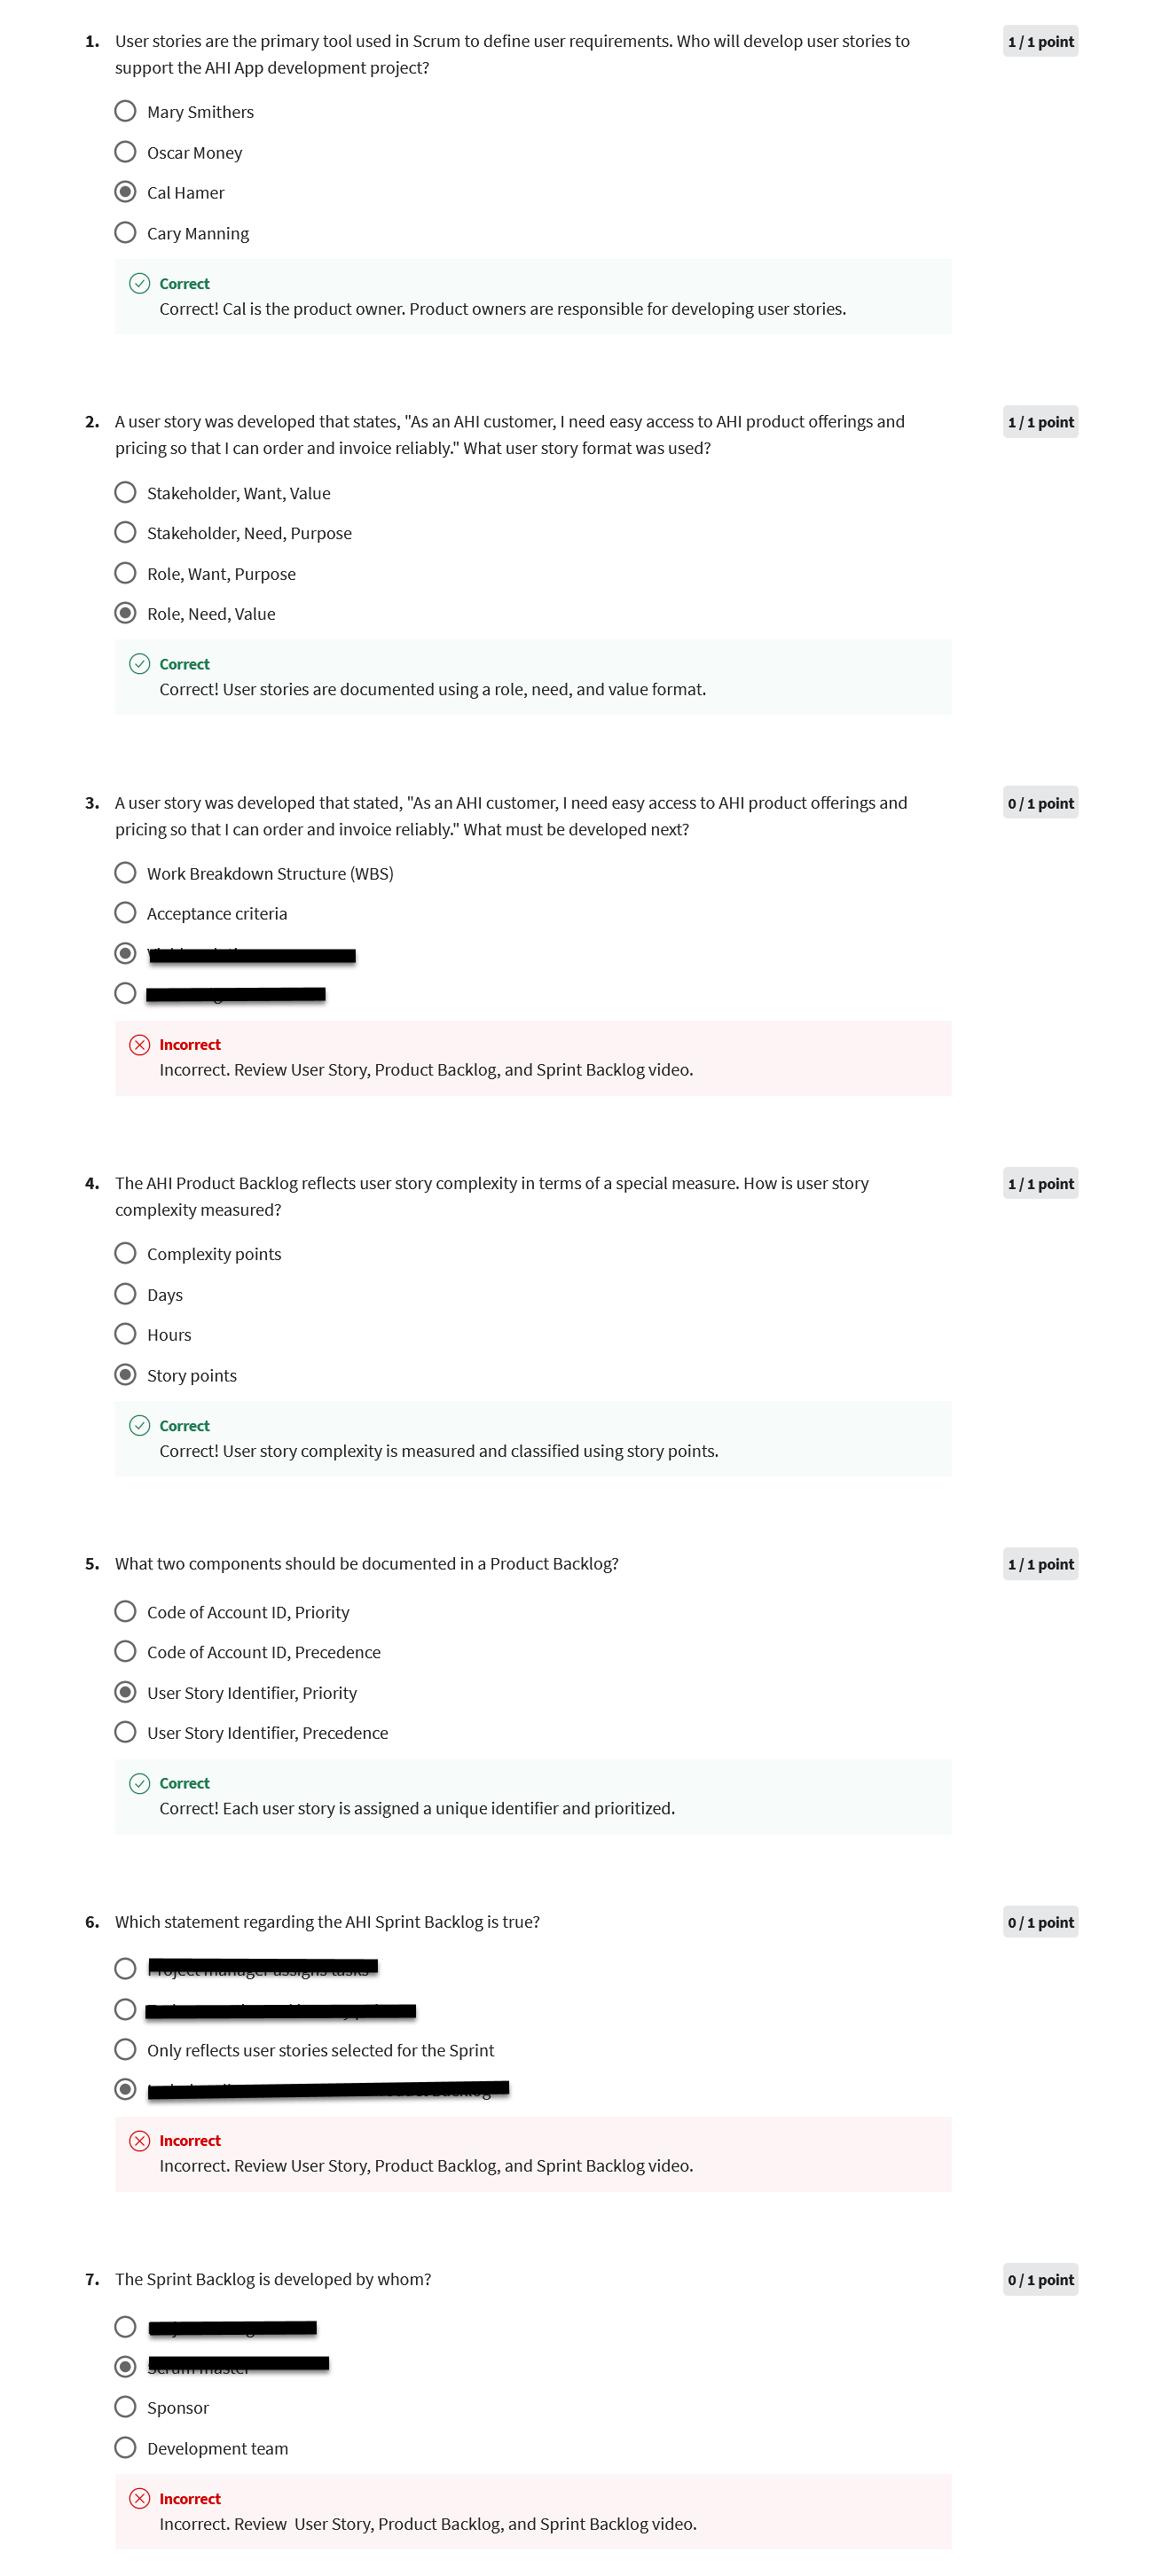 1. User stories are the primary tool used in Scrum to define user requirements. Who will develop user stories to
support the AHI App development project?
1 / 1 point
Mary Smithers
Oscar Money
Cal Hamer
Cary Manning
Correct
Correct! Cal is the product owner. Product owners are responsible for developing user stories.
2. A user story was developed that states, "As an AHI customer, I need easy access to AHI product offerings and
pricing so that I can order and invoice reliably." What user story format was used?
1 / 1 point
Stakeholder, Want, Value
Stakeholder, Need, Purpose
Role, Want, Purpose
Role, Need, Value
Correct
Correct! User stories are documented using a role, need, and value format.
3. A user story was developed that stated, "As an AHI customer, I need easy access to AHI product offerings and
pricing so that I can order and invoice reliably." What must be developed next?
0 / 1 point
Work Breakdown Structure (WBS)
Acceptance criteria
Incorrect
Incorrect. Review User Story, Product Backlog, and Sprint Backlog video.
4. The AHI Product Backlog reflects user story complexity in terms of a special measure. How is user story
complexity measured?
1 / 1 point
Complexity points
Days
Hours
Story points
Correct
Correct! User story complexity is measured and classified using story points.
5. What two components should be documented in a Product Backlog?
1 / 1 point
Code of Account ID, Priority
Code of Account ID, Precedence
User Story Identifier, Priority
User Story Identifier, Precedence
Correct
Correct! Each user story is assigned a unique identifier and prioritized.
6. Which statement regarding the AHI Sprint Backlog is true?
0 / 1 point
Only reflects user stories selected for the Sprint
Incorrect
Incorrect. Review User Story, Product Backlog, and Sprint Backlog video.
7. The Sprint Backlog is developed by whom?
0 / 1 point
Sponsor
Development team
Incorrect
Incorrect. Review User Story, Product Backlog, and Sprint Backlog video.